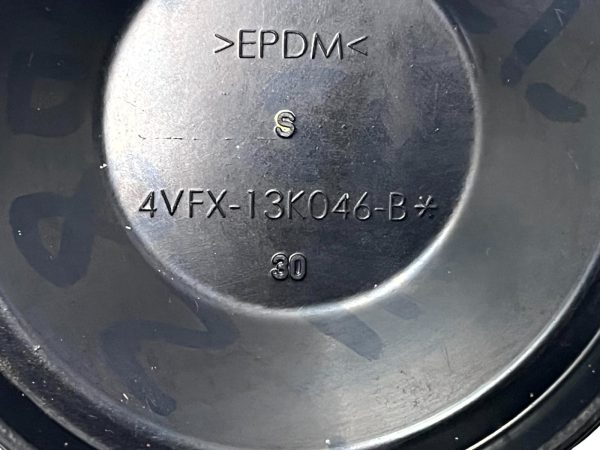 >EPDM<
S
4VFX-13K046-B*
30